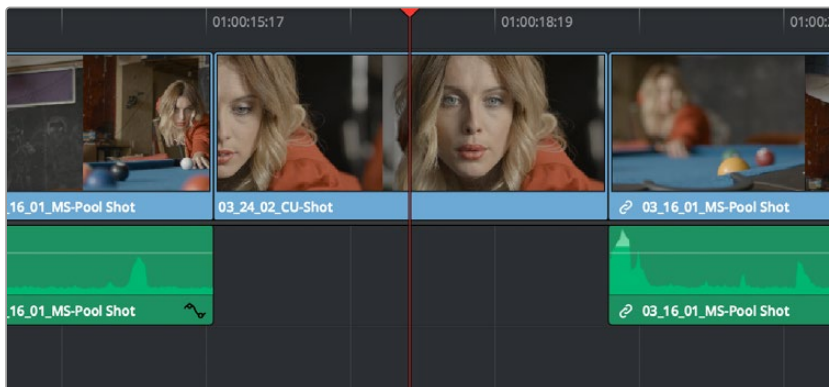 01:00:15:17
01:00:18:19
01:00:
_16_01_MS-Pool Shot
03_24_02_CU-Shot
03_16_01_MS-Pool Shot
_16_01_MS-Pool Shot
03_16_01_MS-Pool Shot